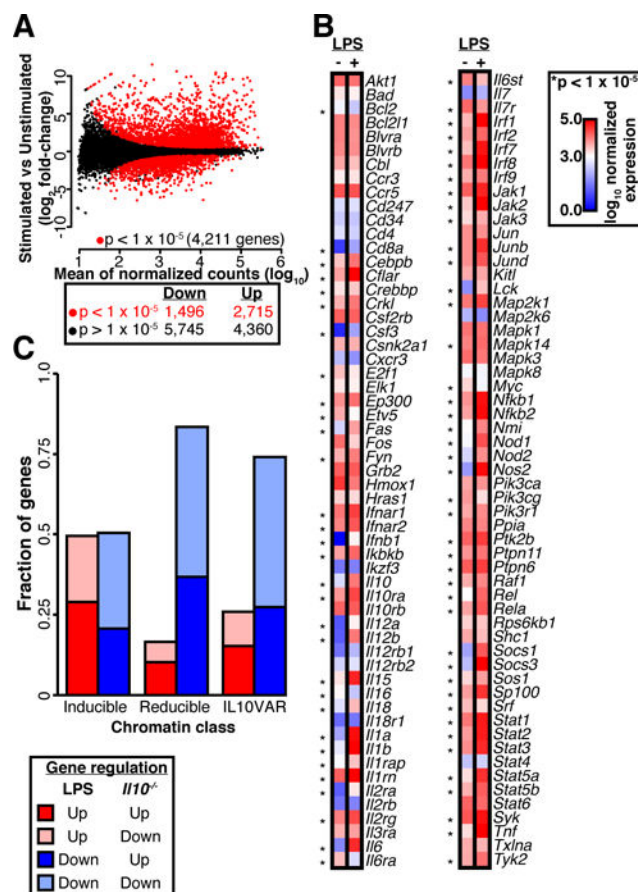 A
Stimulated vs Unstimulated
(log2 fold-change)
10
5
0
-5
-10
p < 1 x 10-5 (4,211 genes)
1 2 3 4 5 6
Mean of normalized counts (log10)
Down Up
p < 1 x 10-5 1,496 2,715
p > 1 x 10-5 5,745 4,360
B
LPS
- +
Akt1
Bad
* Bcl2
Bcl2l1
Blvra
Blvrb
Cbl
Ccr3
Ccr5
Cd247
Cd34
Cd4
* Cd8a
* Cebpb
* Cflar
* Crebbp
* Crkl
Csf2rb
* Csf3
Csnk2a1
Cxcr3
* E2f1
Elk1
* Ep300
* Etv5
* Fas
Fos
* Fyn
Grb2
Hmox1
Hras1
* Ifnar1
* Ifnar2
* Ifnb1
* Ikbkb
Ikzf3
* Il10
* Il10ra
* Il10rb
* Il12a
* Il12b
Il12rb1
Il12rb2
* Il15
* Il16
* Il18
Il18r1
* Il1a
* Il1b
* Il1rap
* Il1rn
* Il2ra
Il2rb
* Il2rg
* Il3ra
* Il6
* Il6ra
LPS
- +
* Il6st
Il7
* Il7r
* Irf1
* Irf2
* Irf7
* Irf8
* Irf9
* Jak1
* Jak2
* Jak3
Jun
* Junb
* Jund
Kitl
* Lck
* Map2k1
Map2k6
Mapk1
* Mapk14
Mapk3
Mapk8
* Myc
* Nfkb1
* Nfkb2
* Nmi
* Nod1
* Nod2
* Nos2
Pik3ca
* Pik3cg
* Pik3r1
Ppia
* Ptk2b
* Ptpn11
* Ptpn6
* Raf1
* Rel
* Rela
Rps6kb1
Shc1
* Socs1
* Socs3
* Sos1
* Sp100
* Srf
* Stat1
* Stat2
* Stat3
Stat4
* Stat5a
* Stat5b
Stat6
* Syk
* Tnf
Txlna
* Tyk2
*p < 1 x 10-5
5.0
3.0
0.0
log10 normalized
expression
C
Fraction of genes
1.0
0.75
0.5
0.25
0
Inducible Reducible IL10VAR
Chromatin class
Gene regulation
LPS Il10-/-
Up Up
Up Down
Down Up
Down Down